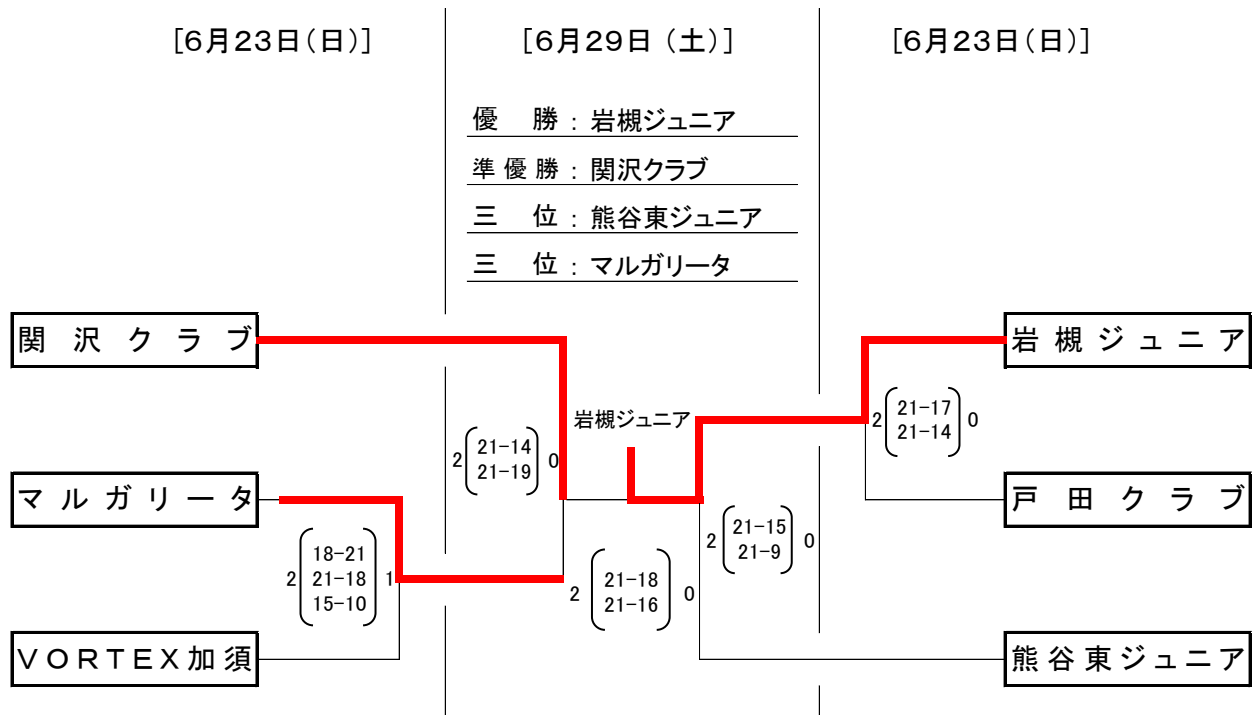 [6月23日(日)]
[6月29日(土)]
[6月23日(日)]
優　勝：岩槻ジュニア
準優勝：関沢クラブ
三　位：熊谷東ジュニア
三　位：マルガリータ
関沢クラブ
岩槻ジュニア
岩槻ジュニア
2 21-17 0
21-14
2 21-14 0
21-19
マルガリータ
戸田クラブ
2 21-15 0
21-9
18-21
2 21-18 1
15-10
2 21-18 0
21-16
VORTEX加須
熊谷東ジュニア